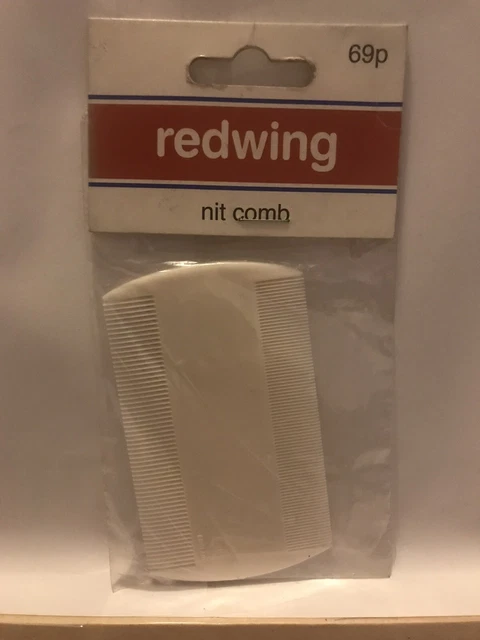 69p
redwing
nit comb